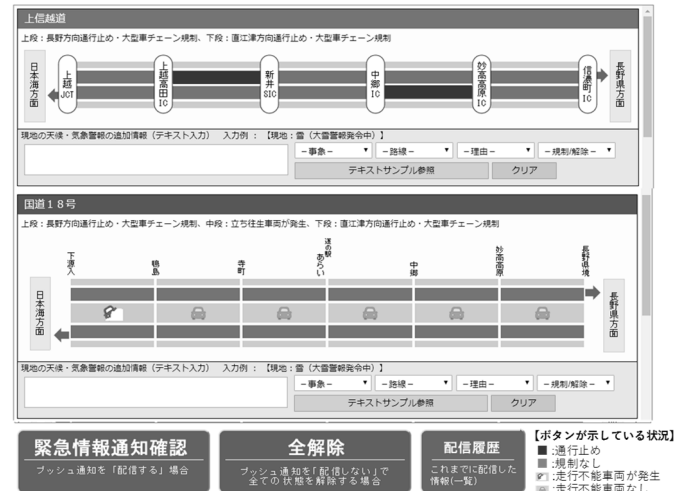 上信越道
上段：長野方向通行止め・大型車チェーン規制、下段：直江津方向通行止め・大型車チェーン規制
日本海方面
上越JCT
上越高田IC
新井SIC
中郷IC
妙高高原IC
信濃町IC
長野県方面
現地の天候・気象警報の追加情報（テキスト入力） 入力例：【現地：雪（大雪警報発令中）】
－事象－ ▼ －路線－ ▼ －理由－ ▼ －規制/解除－ ▼
テキストサンプル参照 クリア
国道１８号
上段：長野方向通行止め・大型車チェーン規制、中段：立ち往生車両が発生、下段：直江津方向通行止め・大型車チェーン規制
日本海方面
下源入
鴨島
寺町
道の駅あらい
中郷
妙高高原
長野県境
長野県方面
現地の天候・気象警報の追加情報（テキスト入力） 入力例：【現地：雪（大雪警報発令中）】
－事象－ ▼ －路線－ ▼ －理由－ ▼ －規制/解除－ ▼
テキストサンプル参照 クリア
緊急情報通知確認
プッシュ通知を「配信する」場合
全解除
プッシュ通知を「配信しない」で
全ての状態を解除する場合
配信履歴
これまでに配信した
情報(一覧)
【ボタンが示している状況】
:通行止め
:規制なし
:走行不能車両が発生
:走行不能車両なし